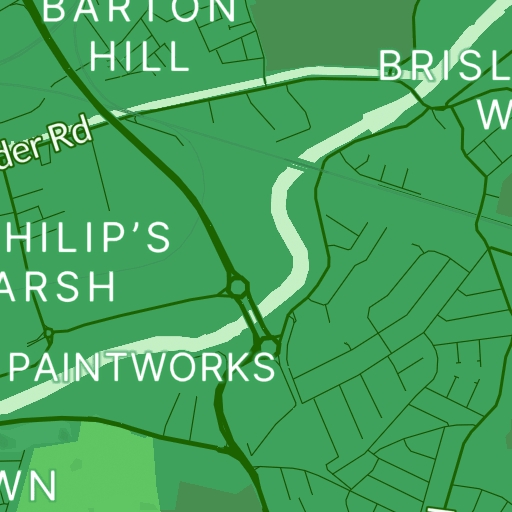 BARTON
HILL
BRISL
W
der Rd
HILIP'S
ARSH
PAINTWORKS
WN